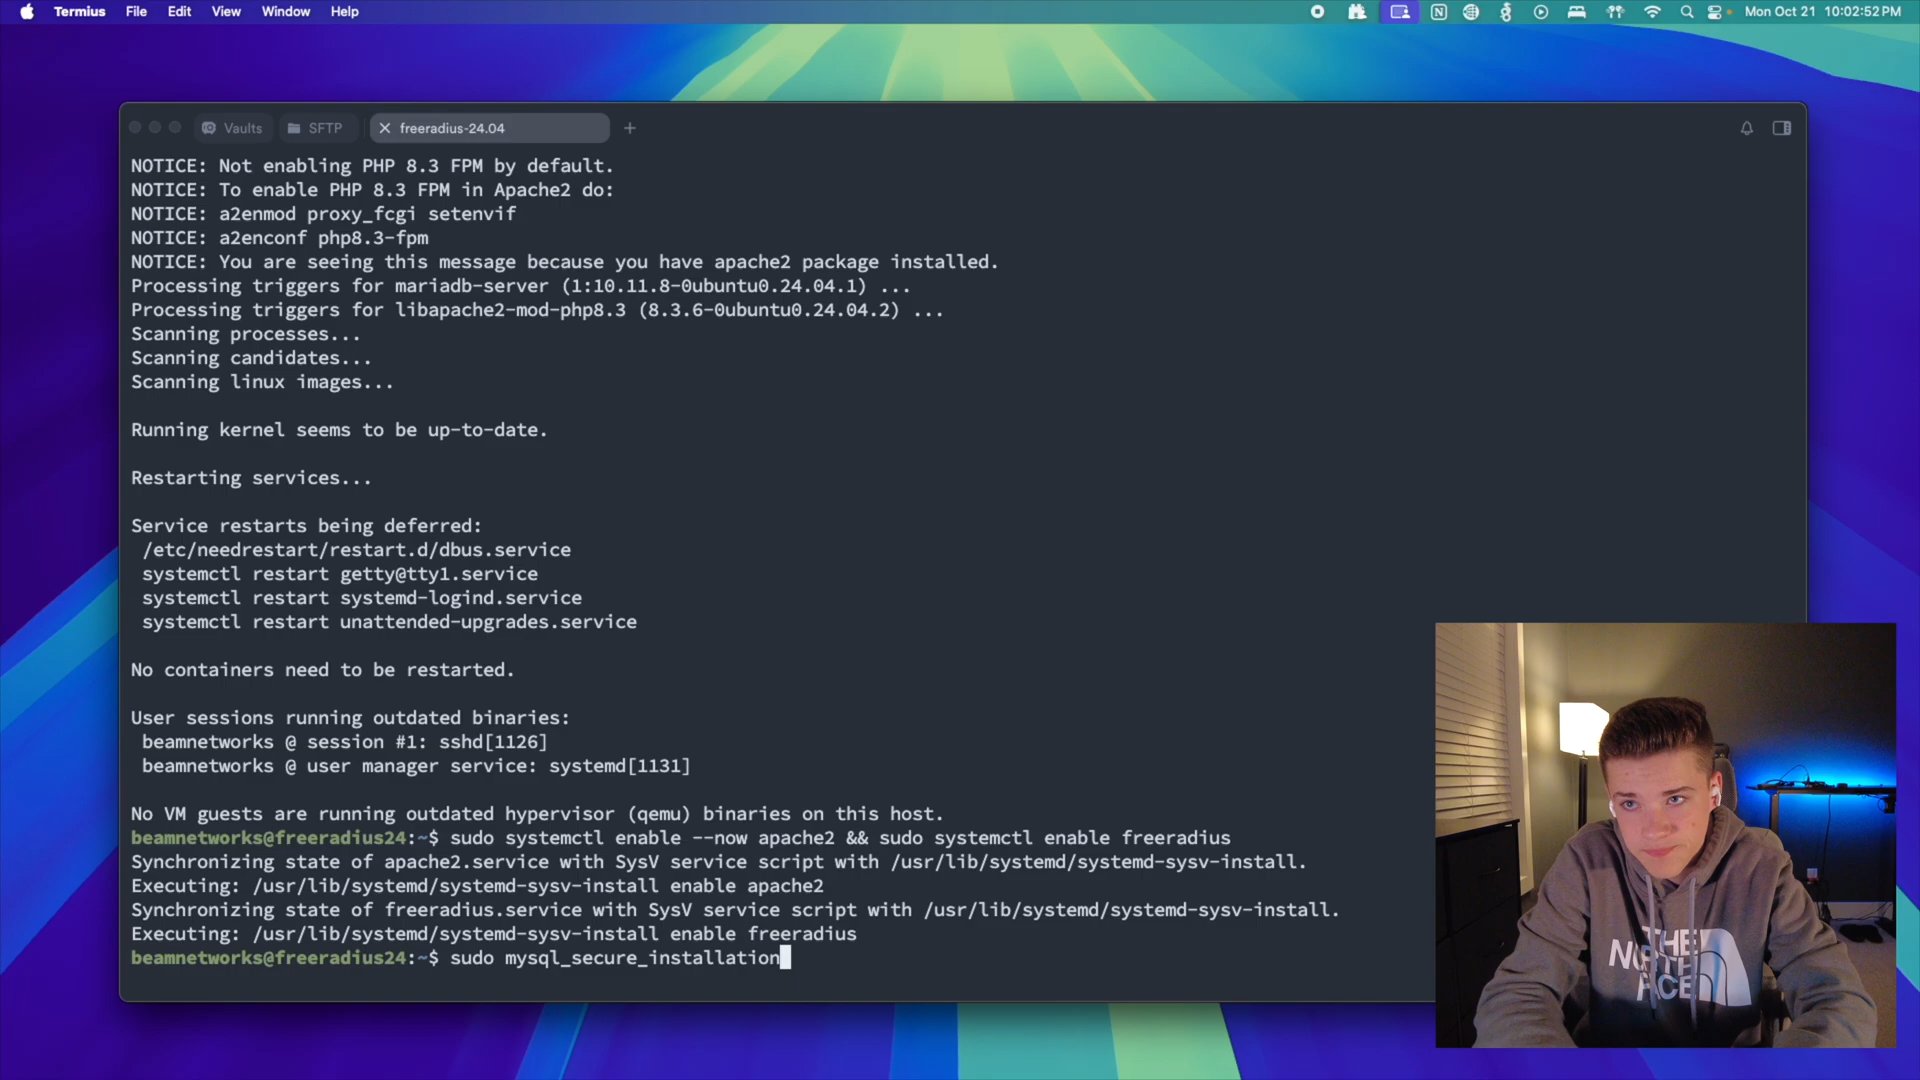 Termius File Edit View Window Help
Mon Oct 21 10:02:52 PM
Vaults SFTP freeradius-24.04
NOTICE: Not enabling PHP 8.3 FPM by default.
NOTICE: To enable PHP 8.3 FPM in Apache2 do:
NOTICE: a2enmod proxy_fcgi setenvif
NOTICE: a2enconf php8.3-fpm
NOTICE: You are seeing this message because you have apache2 package installed.
Processing triggers for mariadb-server (1:10.11.8-0ubuntu0.24.04.1) ...
Processing triggers for libapache2-mod-php8.3 (8.3.6-0ubuntu0.24.04.2) ...
Scanning processes...
Scanning candidates...
Scanning linux images...
Running kernel seems to be up-to-date.
Restarting services...
Service restarts being deferred:
/etc/needrestart/restart.d/dbus.service
systemctl restart getty@tty1.service
systemctl restart systemd-logind.service
systemctl restart unattended-upgrades.service
No containers need to be restarted.
User sessions running outdated binaries:
beamnetworks @ session #1: sshd[1126]
beamnetworks @ user manager service: systemd[1131]
No VM guests are running outdated hypervisor (qemu) binaries on this host.
beamnetworks@freeradius24:~$ sudo systemctl enable --now apache2 && sudo systemctl enable freeradius
Synchronizing state of apache2.service with SysV service script with /usr/lib/systemd/systemd-sysv-install.
Executing: /usr/lib/systemd/systemd-sysv-install enable apache2
Synchronizing state of freeradius.service with SysV service script with /usr/lib/systemd/systemd-sysv-install.
Executing: /usr/lib/systemd/systemd-sysv-install enable freeradius
beamnetworks@freeradius24:~$ sudo mysql_secure_installation
THE
NORTH
FACE